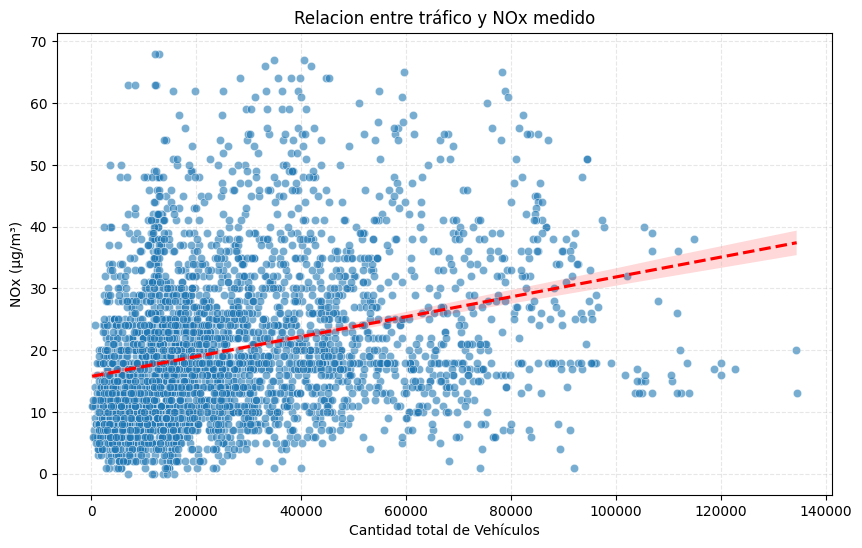 Relacion entre tráfico y NOx medido
NOx (µg/m³)
70
60
50
40
30
20
10
0
0 20000 40000 60000 80000 100000 120000 140000
Cantidad total de Vehículos